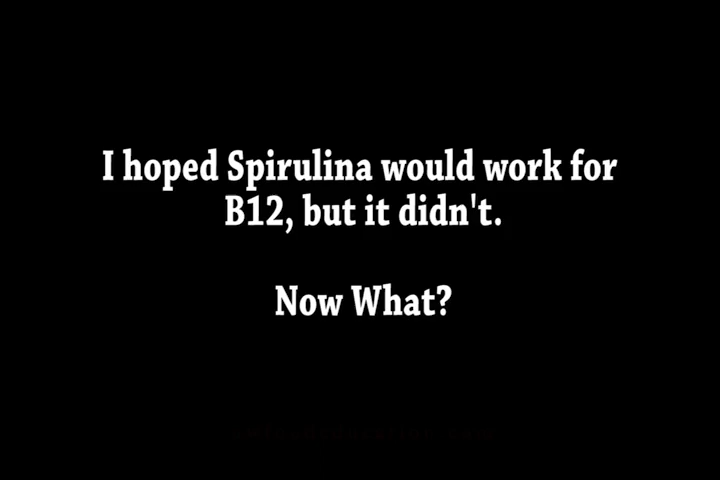 I hoped Spirulina would work for
B12, but it didn't.
Now What?